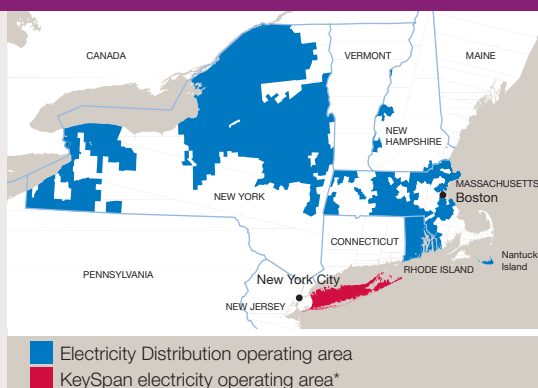 CANADA
VERMONT
MAINE
NEW
HAMPSHIRE
MASSACHUSETTS
Boston
NEW YORK
CONNECTICUT
Nantucket
Island
RHODE ISLAND
PENNSYLVANIA
New York City
NEW JERSEY
Electricity Distribution operating area
KeySpan electricity operating area*